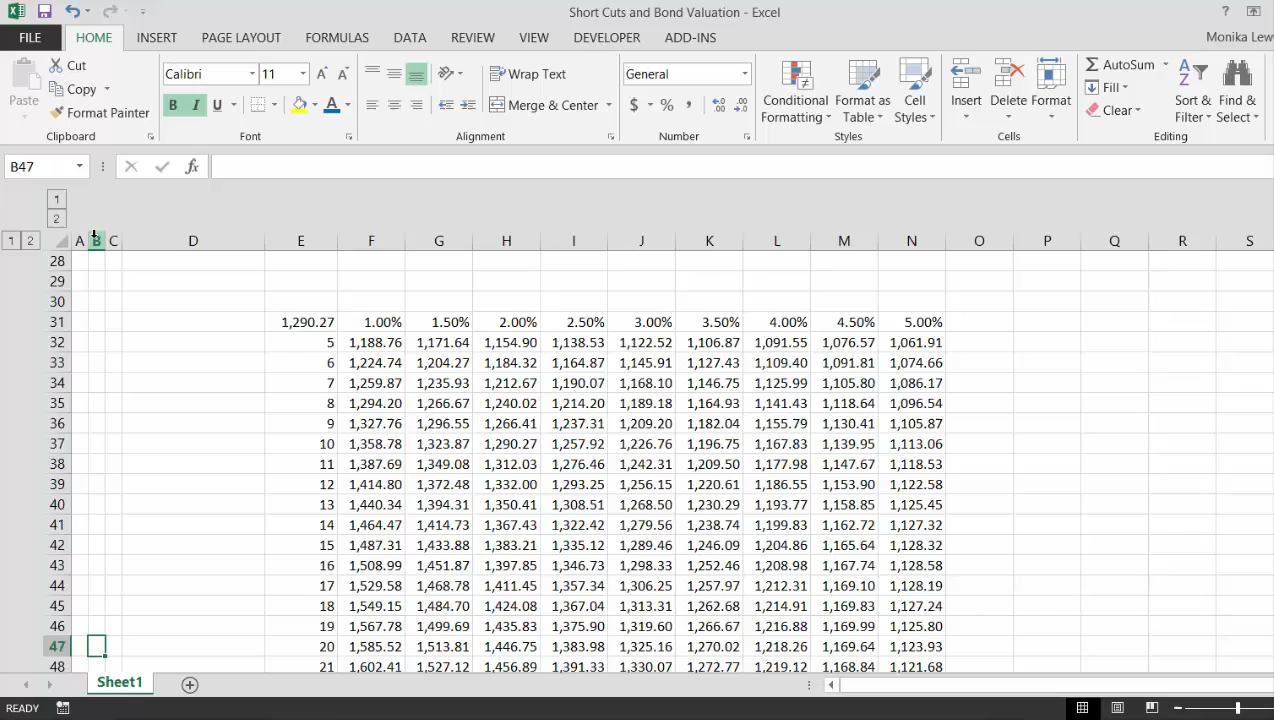 Short Cuts and Bond Valuation - Excel
?
FILE HOME INSERT PAGE LAYOUT FORMULAS DATA REVIEW VIEW DEVELOPER ADD-INS Monika Lew
Paste
Cut
Copy
Format Painter
Clipboard
Calibri 11
B I U
Font
Wrap Text
Merge & Center
Alignment
General
$ % ,
Number
Conditional Formatting
Format as Table
Cell Styles
Styles
Insert
Delete
Format
Cells
AutoSum
Fill
Clear
Sort & Filter
Find & Select
Editing
B47 fx
1
2
1 2 A B C D E F G H I J K L M N O P Q R S
28
29
30
31 1,290.27 1.00% 1.50% 2.00% 2.50% 3.00% 3.50% 4.00% 4.50% 5.00%
32 5 1,188.76 1,171.64 1,154.90 1,138.53 1,122.52 1,106.87 1,091.55 1,076.57 1,061.91
33 6 1,224.74 1,204.27 1,184.32 1,164.87 1,145.91 1,127.43 1,109.40 1,091.81 1,074.66
34 7 1,259.87 1,235.93 1,212.67 1,190.07 1,168.10 1,146.75 1,125.99 1,105.80 1,086.17
35 8 1,294.20 1,266.67 1,240.02 1,214.20 1,189.18 1,164.93 1,141.43 1,118.64 1,096.54
36 9 1,327.76 1,296.55 1,266.41 1,237.31 1,209.20 1,182.04 1,155.79 1,130.41 1,105.87
37 10 1,358.78 1,323.87 1,290.27 1,257.92 1,226.76 1,196.75 1,167.83 1,139.95 1,113.06
38 11 1,387.69 1,349.08 1,312.03 1,276.46 1,242.31 1,209.50 1,177.98 1,147.67 1,118.53
39 12 1,414.80 1,372.48 1,332.00 1,293.25 1,256.15 1,220.61 1,186.55 1,153.90 1,122.58
40 13 1,440.34 1,394.31 1,350.41 1,308.51 1,268.50 1,230.29 1,193.77 1,158.85 1,125.45
41 14 1,464.47 1,414.73 1,367.43 1,322.42 1,279.56 1,238.74 1,199.83 1,162.72 1,127.32
42 15 1,487.31 1,433.88 1,383.21 1,335.12 1,289.46 1,246.09 1,204.86 1,165.64 1,128.32
43 16 1,508.99 1,451.87 1,397.85 1,346.73 1,298.33 1,252.46 1,208.98 1,167.74 1,128.58
44 17 1,529.58 1,468.78 1,411.45 1,357.34 1,306.25 1,257.97 1,212.31 1,169.10 1,128.19
45 18 1,549.15 1,484.70 1,424.08 1,367.04 1,313.31 1,262.68 1,214.91 1,169.83 1,127.24
46 19 1,567.78 1,499.69 1,435.83 1,375.90 1,319.60 1,266.67 1,216.88 1,169.99 1,125.80
47 20 1,585.52 1,513.81 1,446.75 1,383.98 1,325.16 1,270.02 1,218.26 1,169.64 1,123.93
48 21 1,602.41 1,527.12 1,456.89 1,391.33 1,330.07 1,272.77 1,219.12 1,168.84 1,121.68
Sheet1
READY